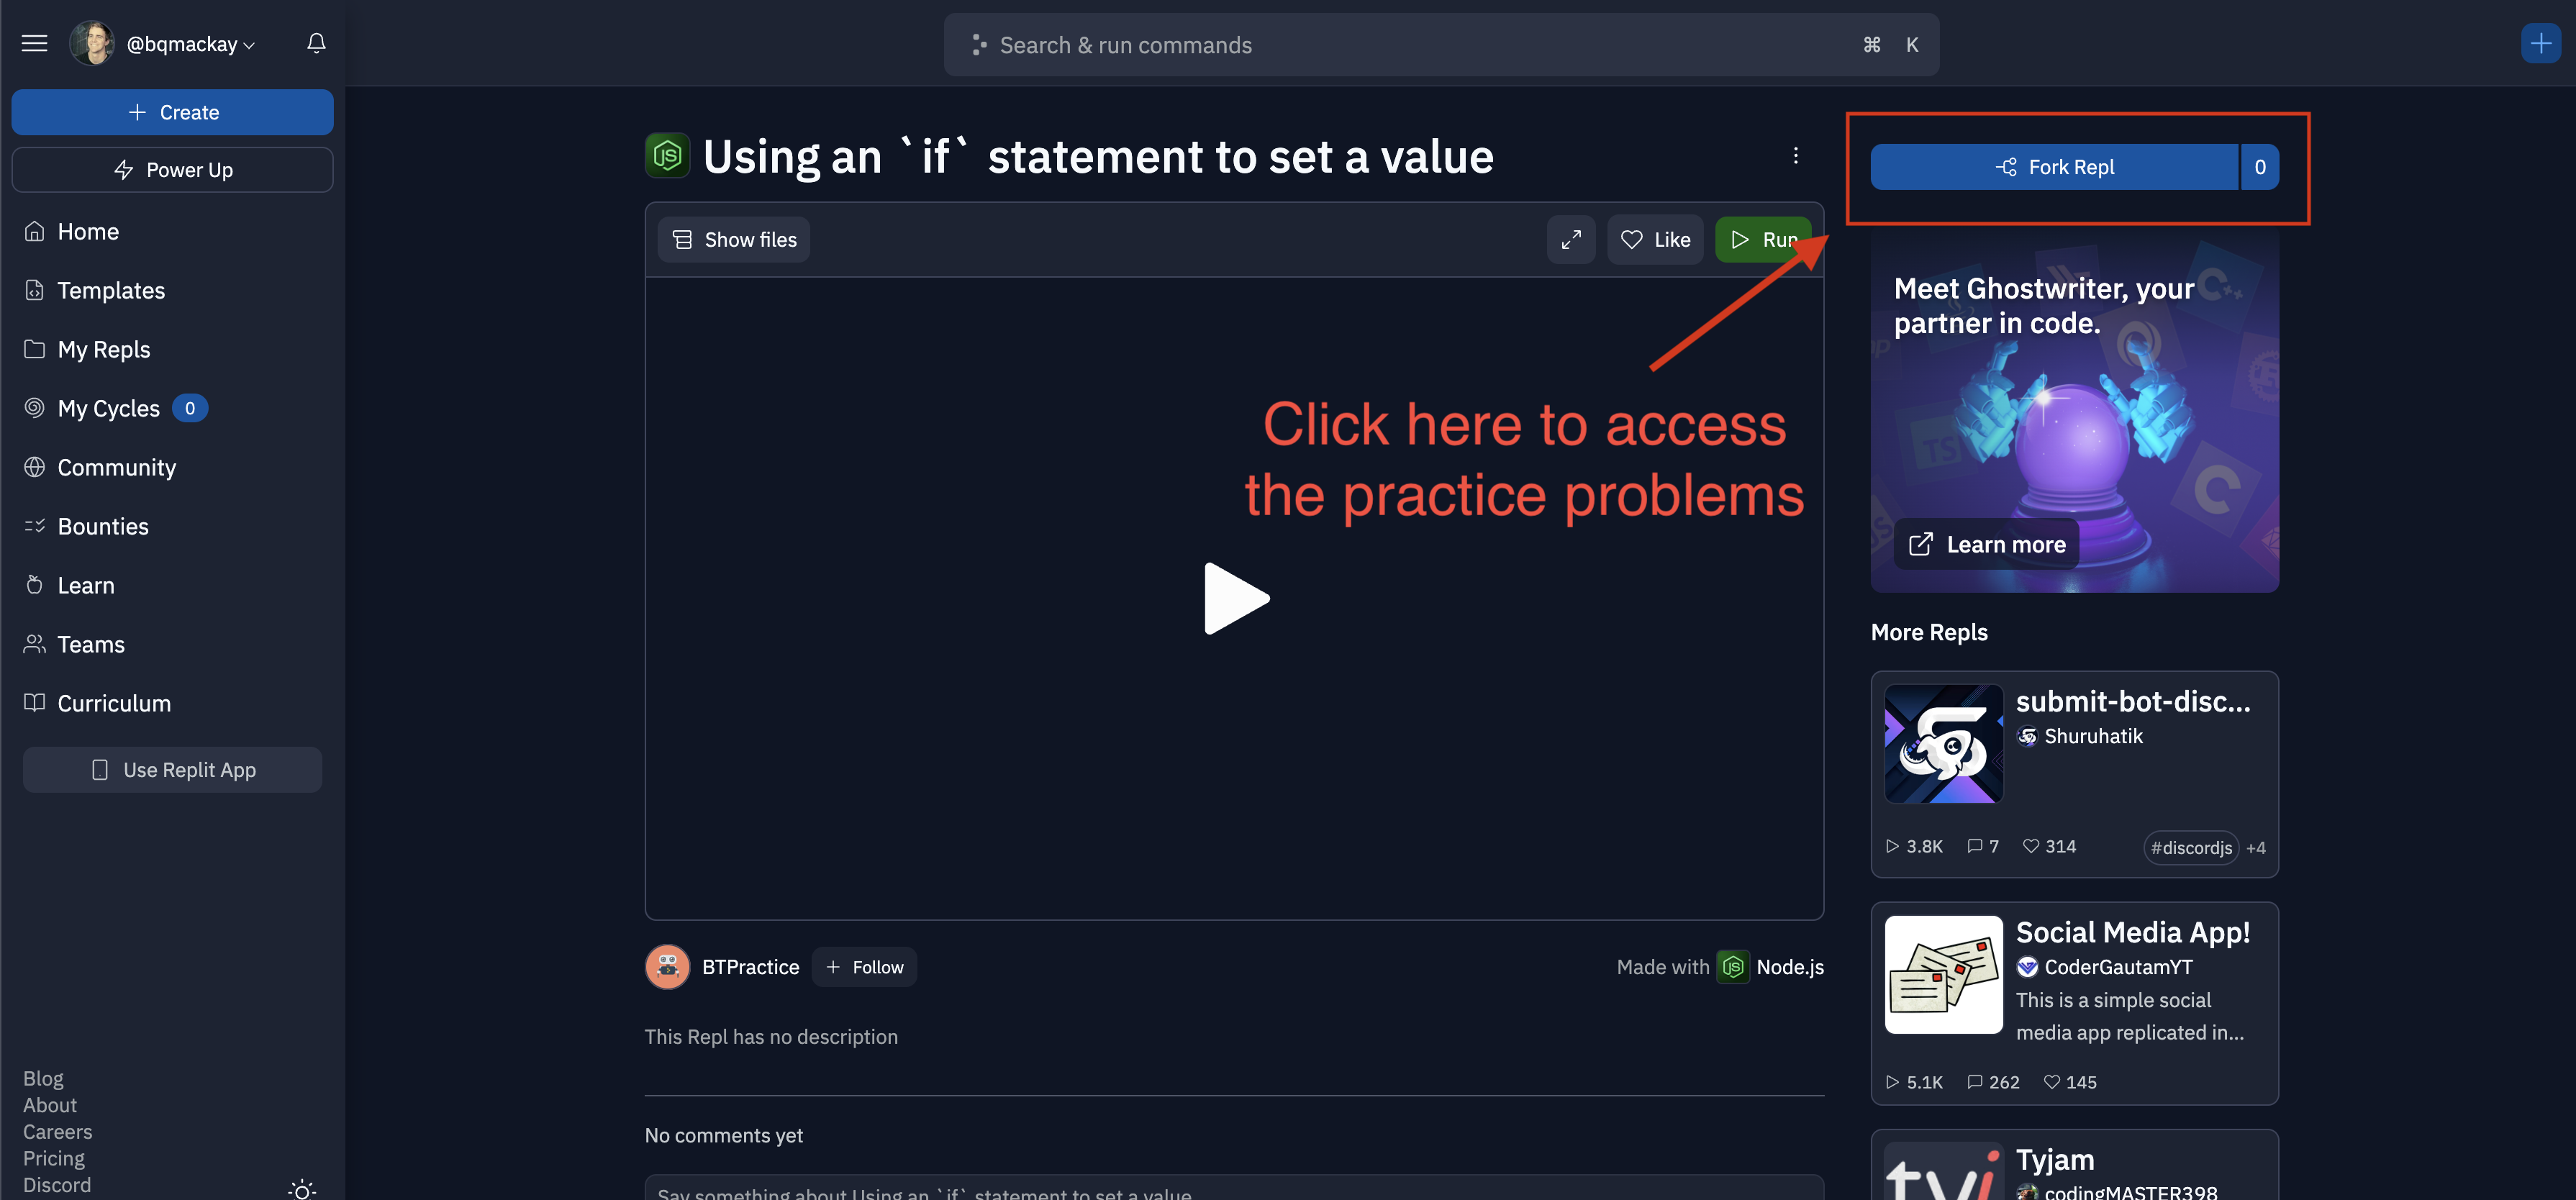 @bqmackay
Search & run commands
⌘ K
Create
Power Up
Home
Templates
My Repls
My Cycles 0
Community
Bounties
Learn
Teams
Curriculum
Use Replit App
Blog
About
Careers
Pricing
Discord
Using an `if` statement to set a value
Show files
Like
Run
Click here to access
the practice problems
BTPractice
Follow
Made with Node.js
This Repl has no description
No comments yet
Say something about Using an `if` statement to set a value
Fork Repl 0
Meet Ghostwriter, your
partner in code.
TS
Learn more
More Repls
submit-bot-disc...
Shuruhatik
3.8K 7 314 #discordjs +4
Social Media App!
CoderGautamYT
This is a simple social
media app replicated in...
5.1K 262 145
tyj
Tyjam
codingMASTER398